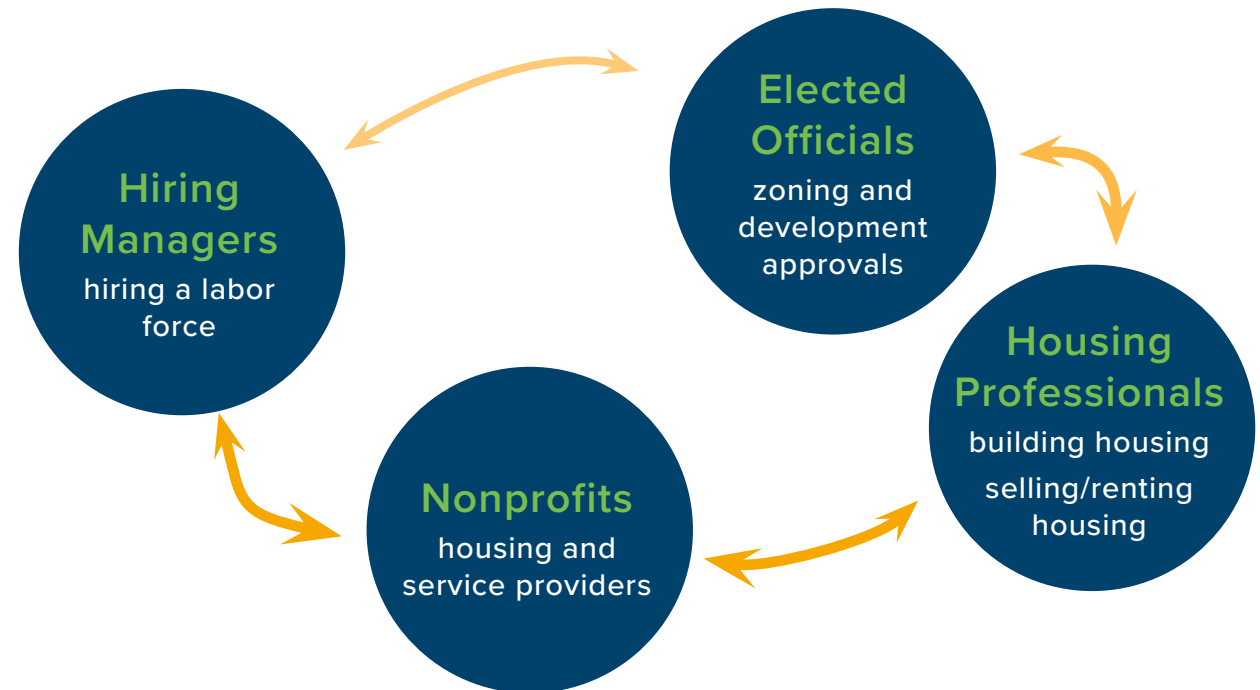 Hiring
Managers
hiring a labor
force
Elected
Officials
zoning and
development
approvals
Housing
Professionals
building housing
selling/renting
housing
Nonprofits
housing and
service providers